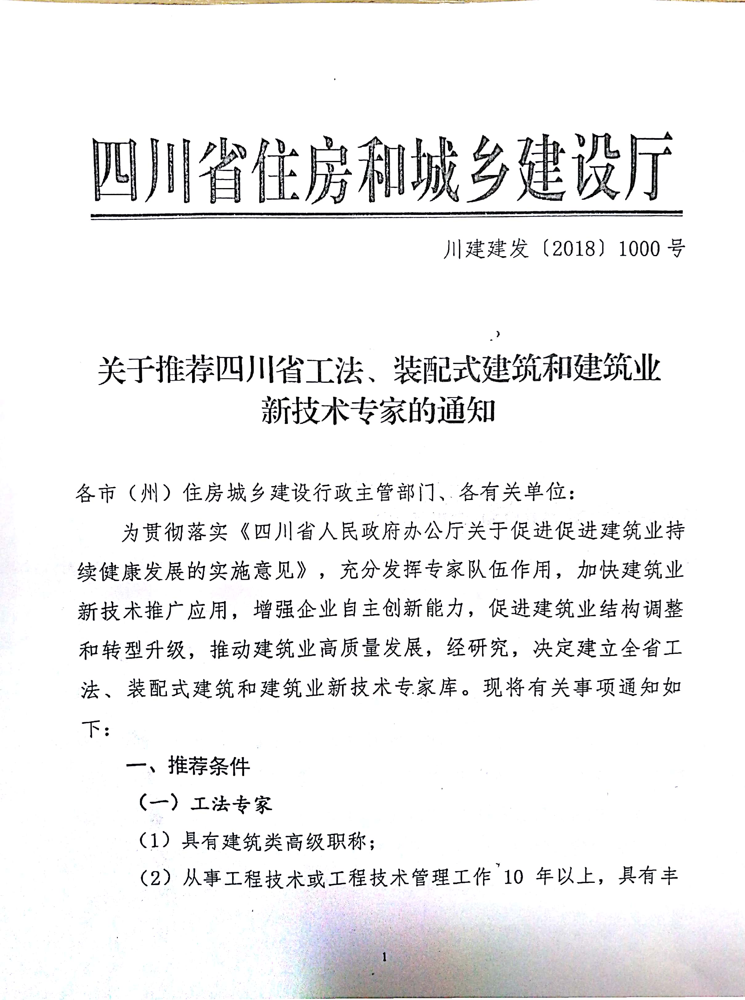 四川省住房和城乡建设厅
川建建发〔2018〕1000号
关于推荐四川省工法、装配式建筑和建筑业
新技术专家的通知
各市（州）住房城乡建设行政主管部门、各有关单位：
为贯彻落实《四川省人民政府办公厅关于促进促进建筑业持
续健康发展的实施意见》，充分发挥专家队伍作用，加快建筑业
新技术推广应用，增强企业自主创新能力，促进建筑业结构调整
和转型升级，推动建筑业高质量发展，经研究，决定建立全省工
法、装配式建筑和建筑业新技术专家库。现将有关事项通知如
下：
一、推荐条件
（一）工法专家
（1）具有建筑类高级职称；
（2）从事工程技术或工程技术管理工作 10 年以上，具有丰
1